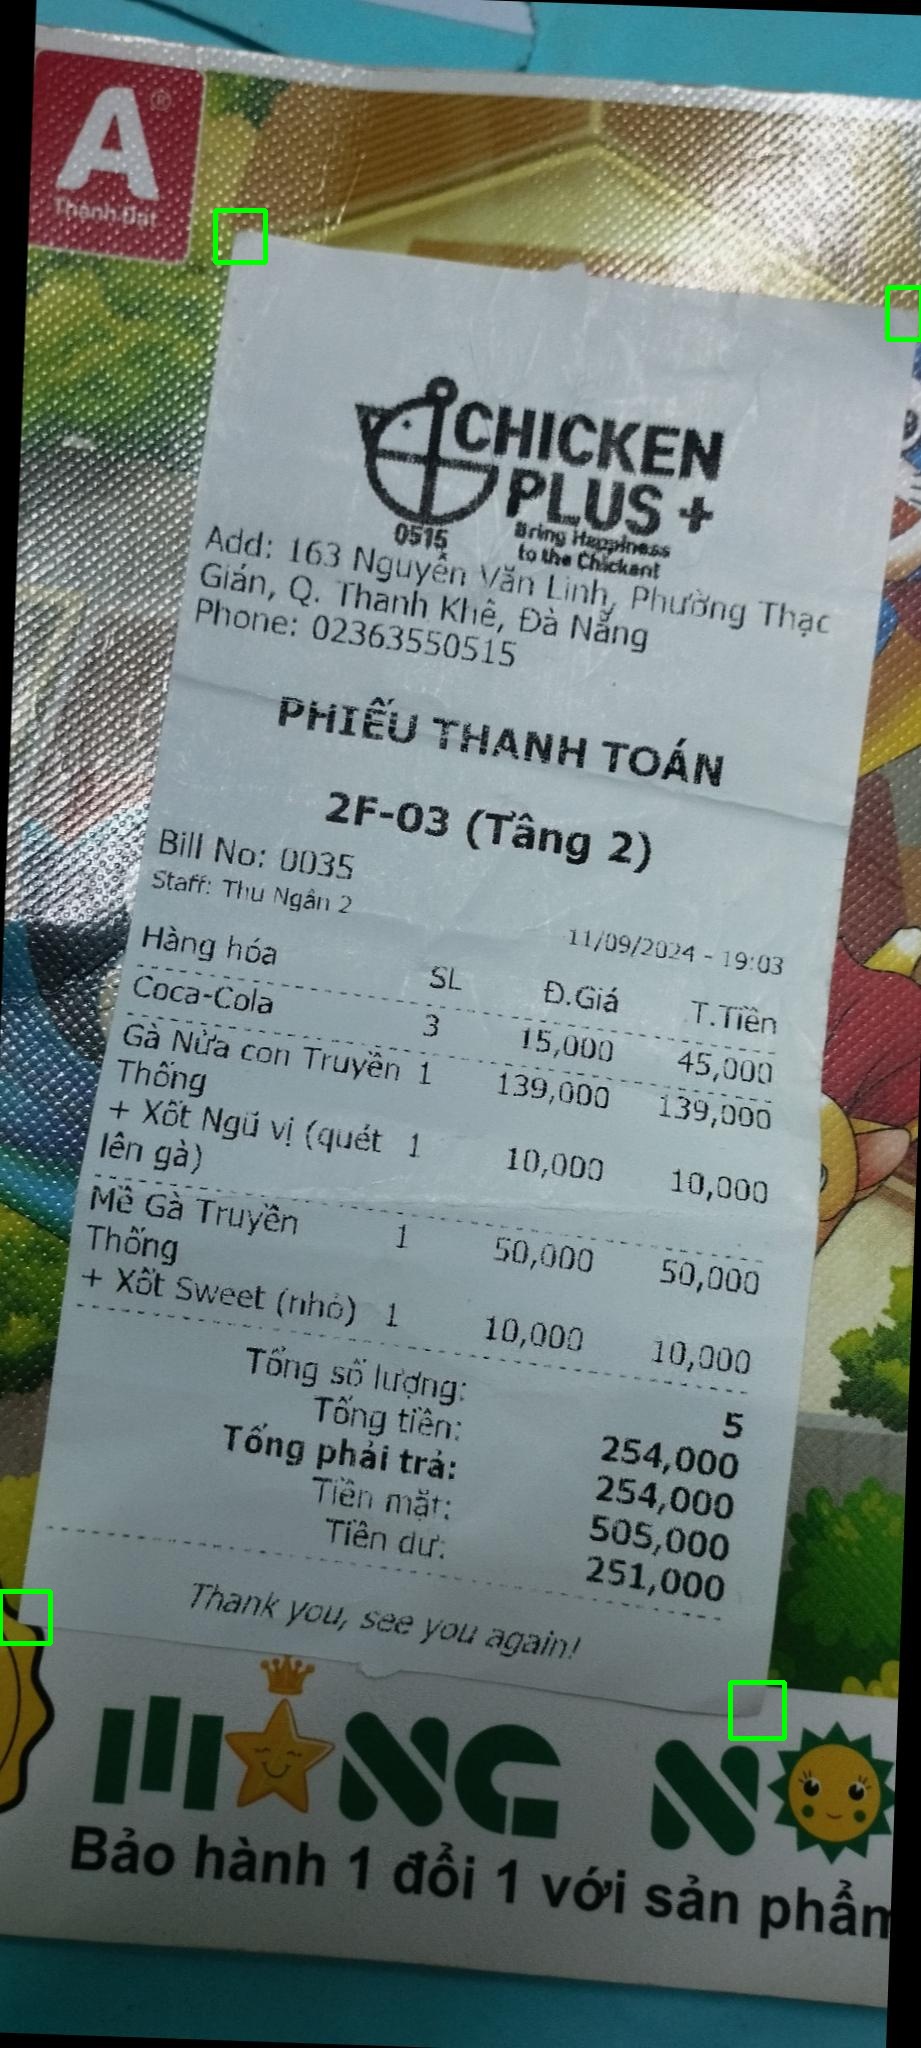 A®
Thành Đạt
CHICKEN
PLUS +
0515
Bring Happiness
to the Chickent
Add: 163 Nguyễn Văn Linh, Phường Thạc
Gián, Q. Thanh Khê, Đà Nẵng
Phone: 02363550515
PHIẾU THANH TOÁN
2F-03 (Tầng 2)
Bill No: 0035
Staff: Thu Ngân 2
11/09/2024 - 19:03
Hàng hóa SL Đ.Giá T.Tiền
Coca-Cola 3 15,000 45,000
Gà Nửa con Truyền 1 139,000 139,000
Thống
+ Xốt Ngũ vị (quét 1 10,000 10,000
lên gà)
Mề Gà Truyền 1 50,000 50,000
Thống
+ Xốt Sweet (nhỏ) 1 10,000 10,000
Tổng số lượng: 5
Tổng tiền: 254,000
Tổng phải trả: 254,000
Tiền mặt: 505,000
Tiền dư: 251,000
Thank you, see you again!
Bảo hành 1 đổi 1 với sản phẩm